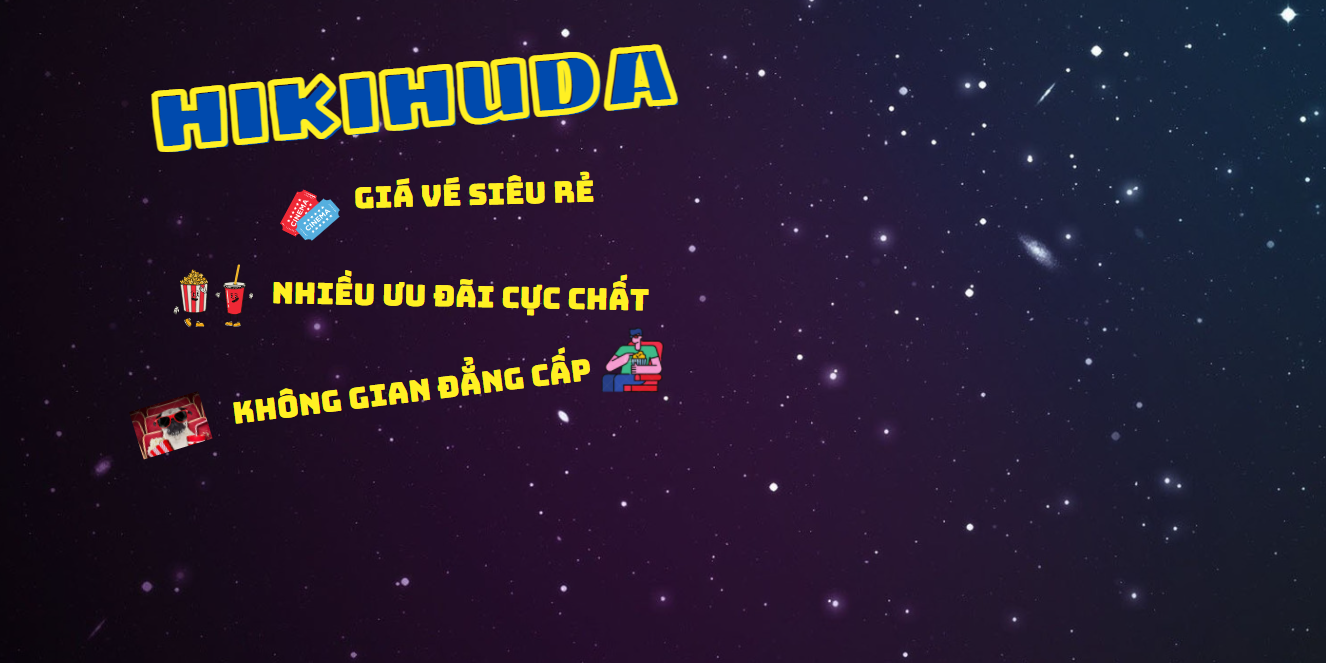 HIKIHUDA
GIÁ VÉ SIÊU RẺ
CINEMA
CINEMA
NHIỀU ƯU ĐÃI CỰC CHẤT
KHÔNG GIAN ĐẲNG CẤP